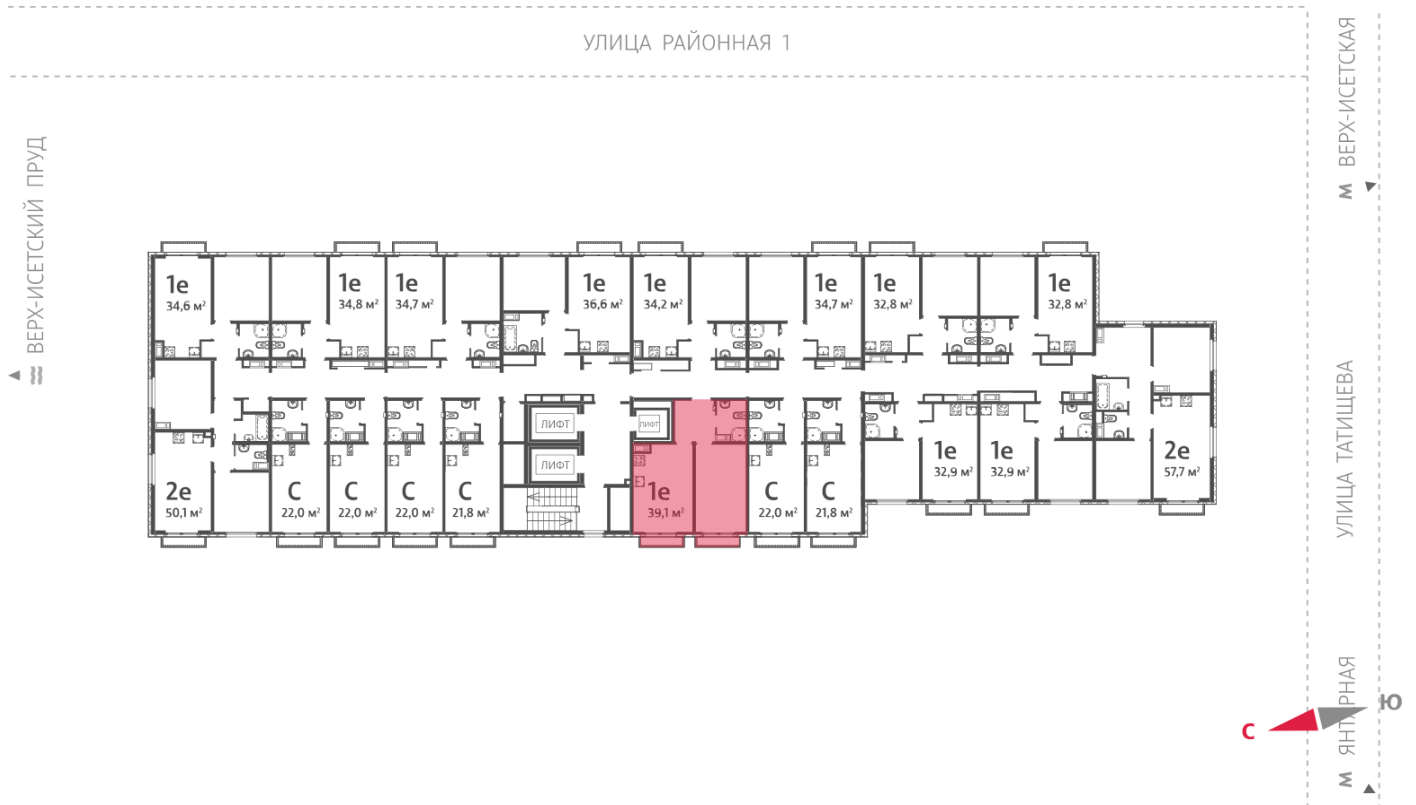 УЛИЦА РАЙОННАЯ 1
М ВЕРХ-ИСЕТСКАЯ
ВЕРХ-ИСЕТСКИЙ ПРУД
1е
34,6 м²
1е
34,8 м²
1е
34,7 м²
1е
36,6 м²
1е
34,2 м²
1е
34,7 м²
1е
32,8 м²
1е
32,8 м²
УЛИЦА ТАТИЩЕВА
ЛИФТ
ЛИФТ
ЛИФТ
2е
50,1 м²
С
22,0 м²
С
22,0 м²
С
22,0 м²
С
21,8 м²
1е
39,1 м²
С
22,0 м²
С
21,8 м²
1е
32,9 м²
1е
32,9 м²
2е
57,7 м²
М ЯНТАРНАЯ
С
Ю